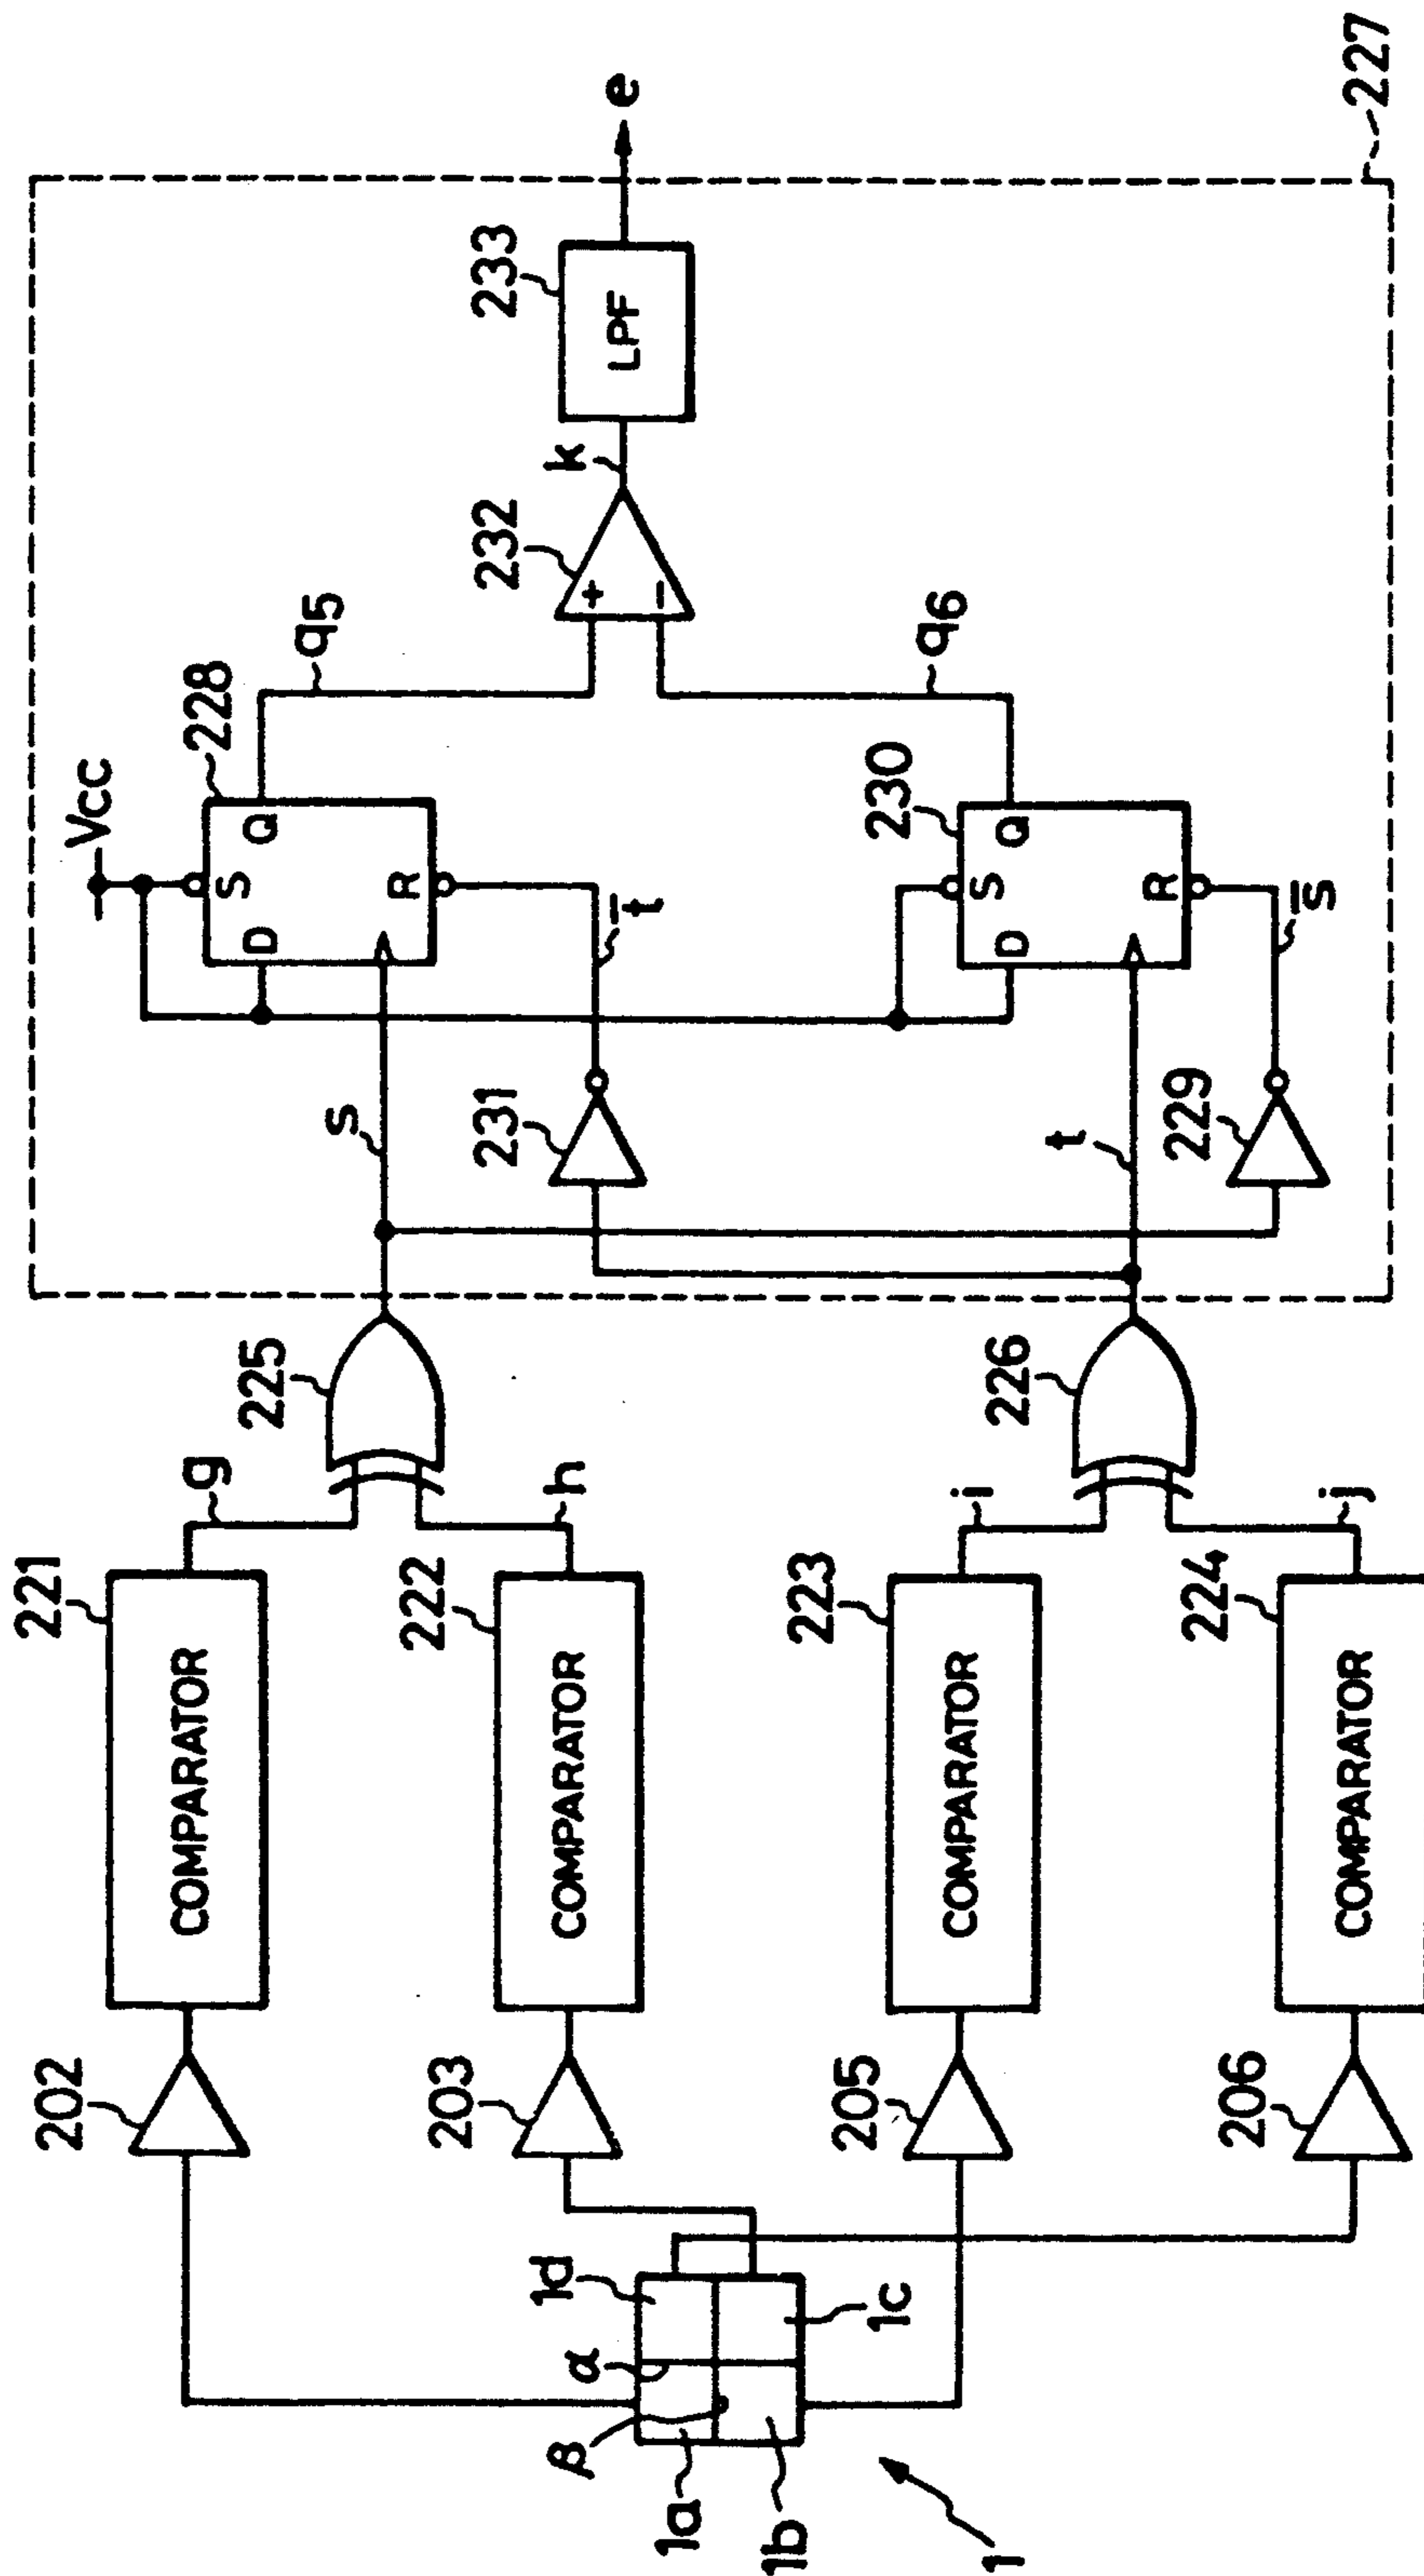 1
1a
1b
1c
1d
α
β
202
203
205
206
221
COMPARATOR
222
COMPARATOR
223
COMPARATOR
224
COMPARATOR
g
h
i
j
225
226
s
t
231
229
t̅
s̅
Vcc
228
S
D
Q
R
230
S
D
Q
R
q5
q6
232
+
−
k
233
LPF
e
227